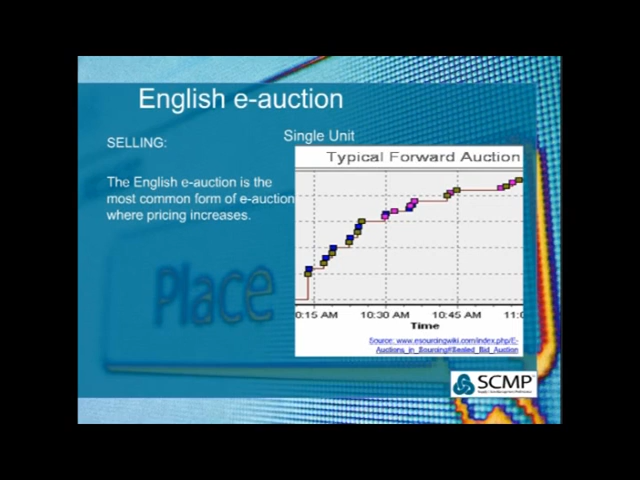 English e-auction
SELLING:
Single Unit
Typical Forward Auction
The English e-auction is the
most common form of e-auction
where pricing increases.
Place
0:15 AM
10:30 AM
10:45 AM
11:0
Time
Source: www.esourcingwiki.com/index.php/E-
Auctions_in_Sourcing#Sealed_Bid_Auction
SCMP